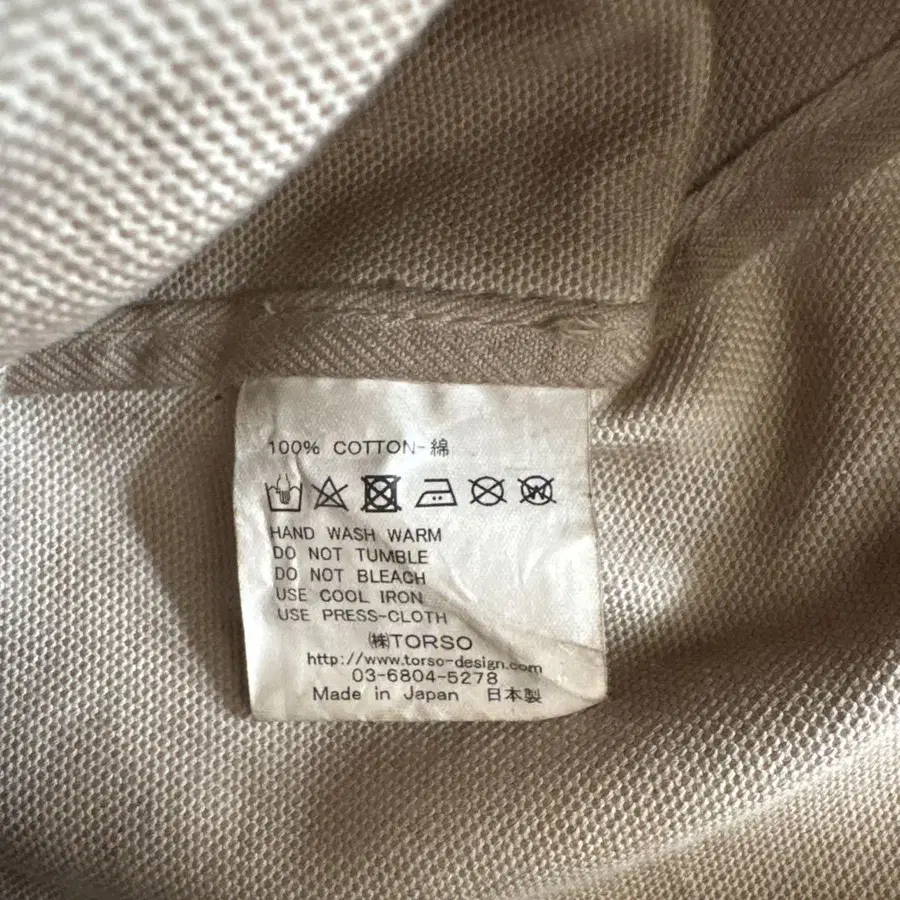 100% COTTON-綿
HAND WASH WARM
DO NOT TUMBLE
DO NOT BLEACH
USE COOL IRON
USE PRESS-CLOTH
㈱TORSO
http://www.torso-design.com
03-6804-5278
Made in Japan 日本製